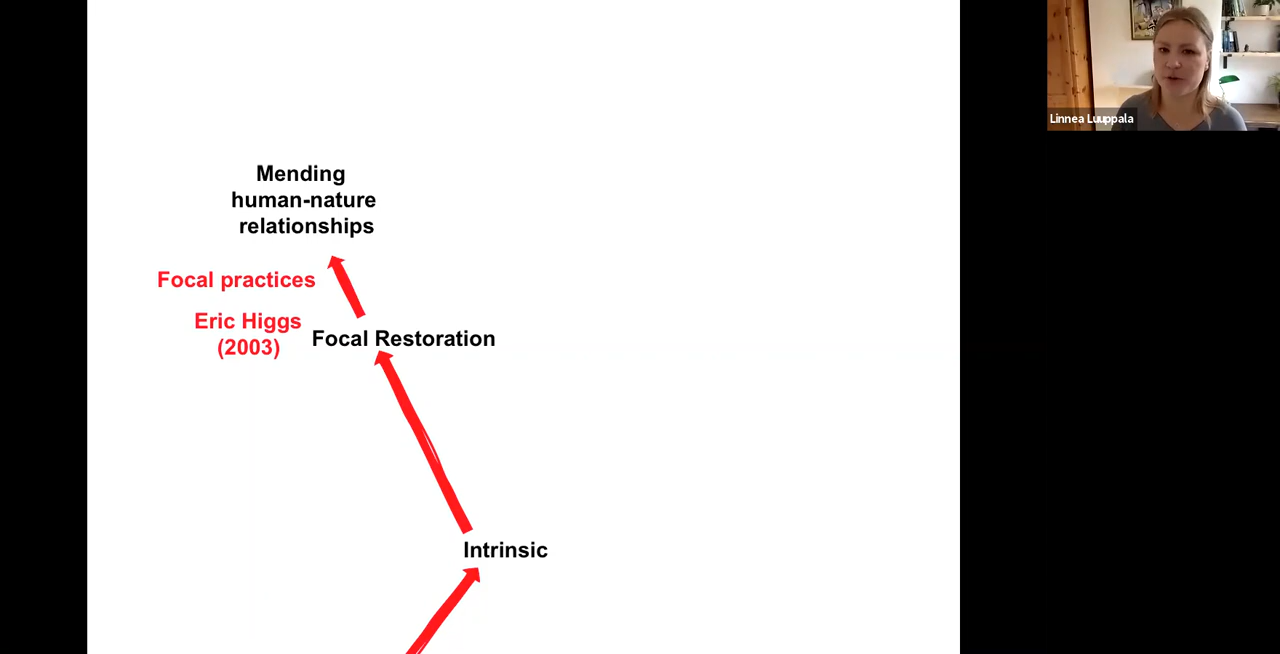 Linnea Luuppala
Mending
human-nature
relationships
Focal practices
Eric Higgs
(2003)
Focal Restoration
Intrinsic